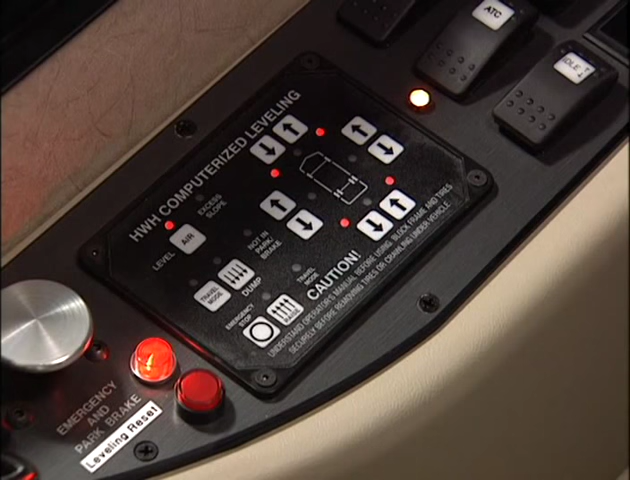 ATC
IDLE
HWH COMPUTERIZED LEVELING
EXCESS
SLOPE
AIR
LEVEL
NOT IN
PARK/
BRAKE
TRAVEL
MODE
DUMP
TRAVEL
MODE
EMERGENCY
STOP
RAISE
CAUTION!
UNDERSTAND OPERATOR'S MANUAL BEFORE USING. BLOCK FRAME AND TIRES
SECURELY BEFORE REMOVING TIRES OR CRAWLING UNDER VEHICLE
EMERGENCY
AND
PARK BRAKE
Leveling Reset